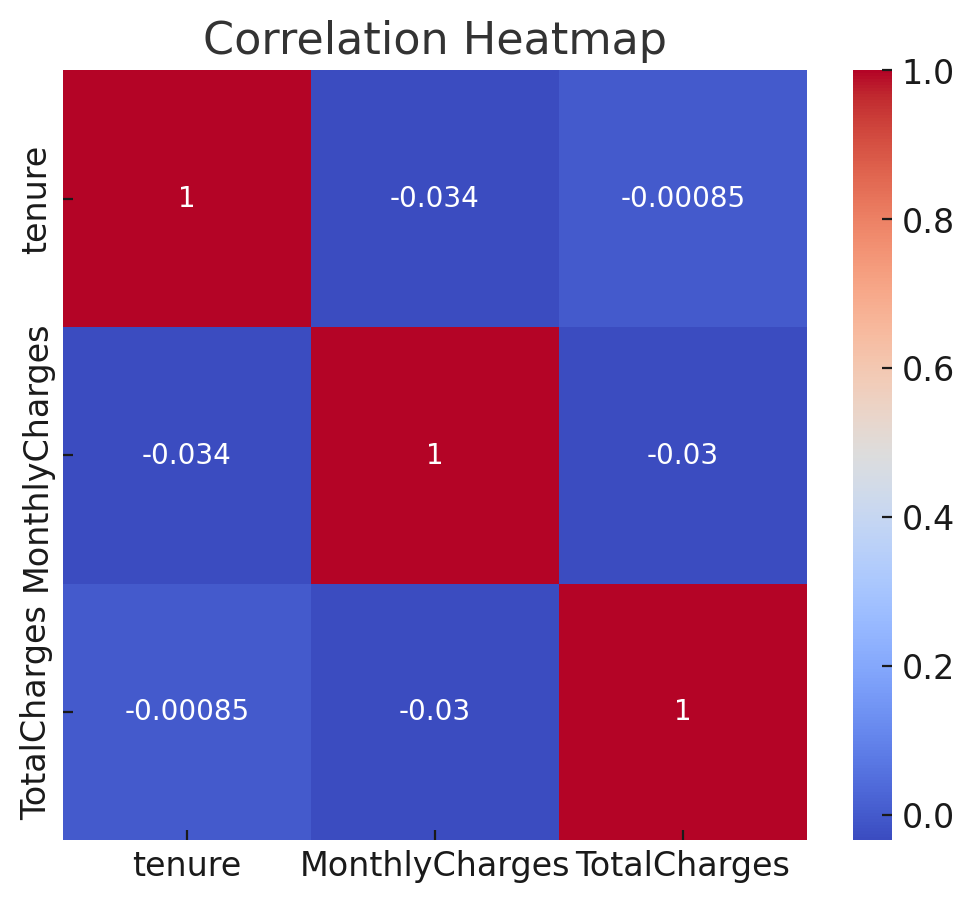 Correlation Heatmap
tenure
1
-0.034
-0.00085
MonthlyCharges
-0.034
1
-0.03
TotalCharges
-0.00085
-0.03
1
tenure
MonthlyCharges
TotalCharges
1.0
0.8
0.6
0.4
0.2
0.0